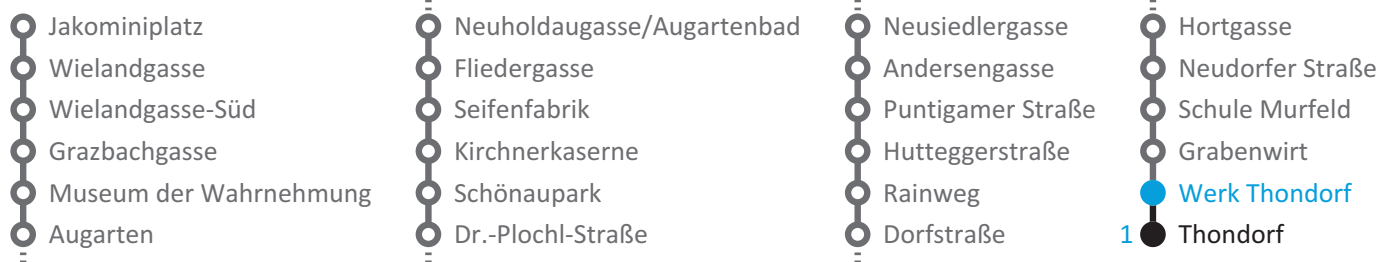 Jakominiplatz
Wielandgasse
Wielandgasse-Süd
Grazbachgasse
Museum der Wahrnehmung
Augarten
Neuholdaugasse/Augartenbad
Fliedergasse
Seifenfabrik
Kirchnerkaserne
Schönaupark
Dr.-Plochl-Straße
Neusiedlergasse
Andersengasse
Puntigamer Straße
Hutteggerstraße
Rainweg
Dorfstraße
Hortgasse
Neudorfer Straße
Schule Murfeld
Grabenwirt
Werk Thondorf
1 Thondorf